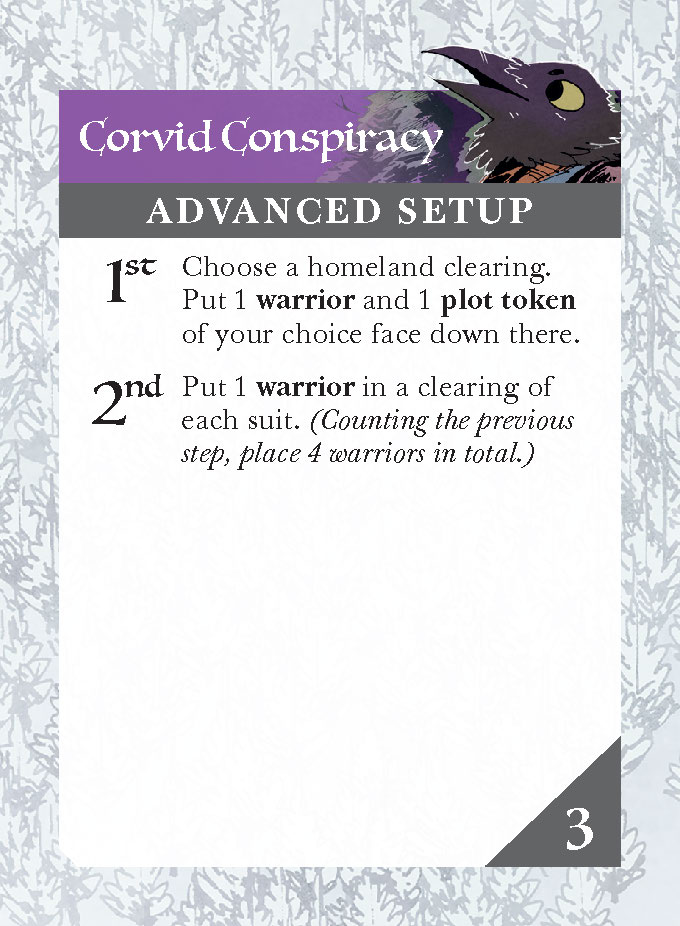 Corvid Conspiracy
ADVANCED SETUP
1st Choose a homeland clearing.
Put 1 warrior and 1 plot token
of your choice face down there.
2nd Put 1 warrior in a clearing of
each suit. (Counting the previous
step, place 4 warriors in total.)
3